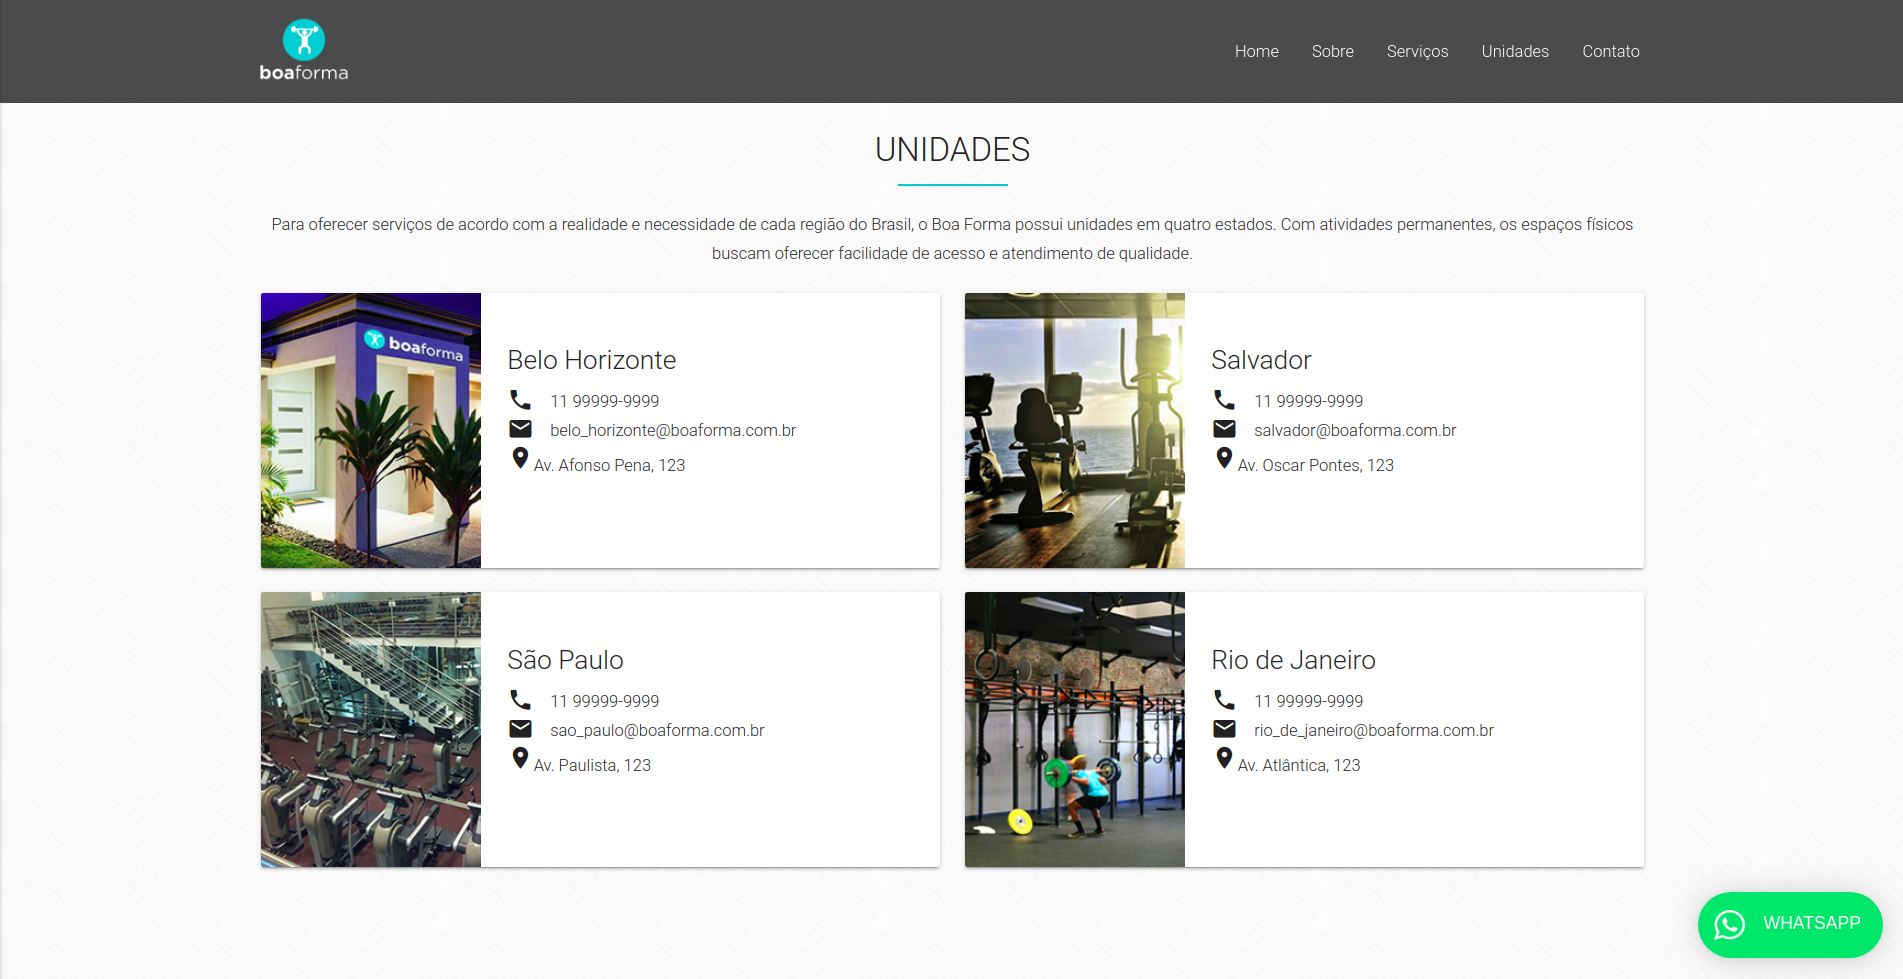 boaforma
Home Sobre Serviços Unidades Contato
UNIDADES
Para oferecer serviços de acordo com a realidade e necessidade de cada região do Brasil, o Boa Forma possui unidades em quatro estados. Com atividades permanentes, os espaços físicos
buscam oferecer facilidade de acesso e atendimento de qualidade.
boaforma
Belo Horizonte
11 99999-9999
belo_horizonte@boaforma.com.br
Av. Afonso Pena, 123
Salvador
11 99999-9999
salvador@boaforma.com.br
Av. Oscar Pontes, 123
São Paulo
11 99999-9999
sao_paulo@boaforma.com.br
Av. Paulista, 123
Rio de Janeiro
11 99999-9999
rio_de_janeiro@boaforma.com.br
Av. Atlântica, 123
WHATSAPP